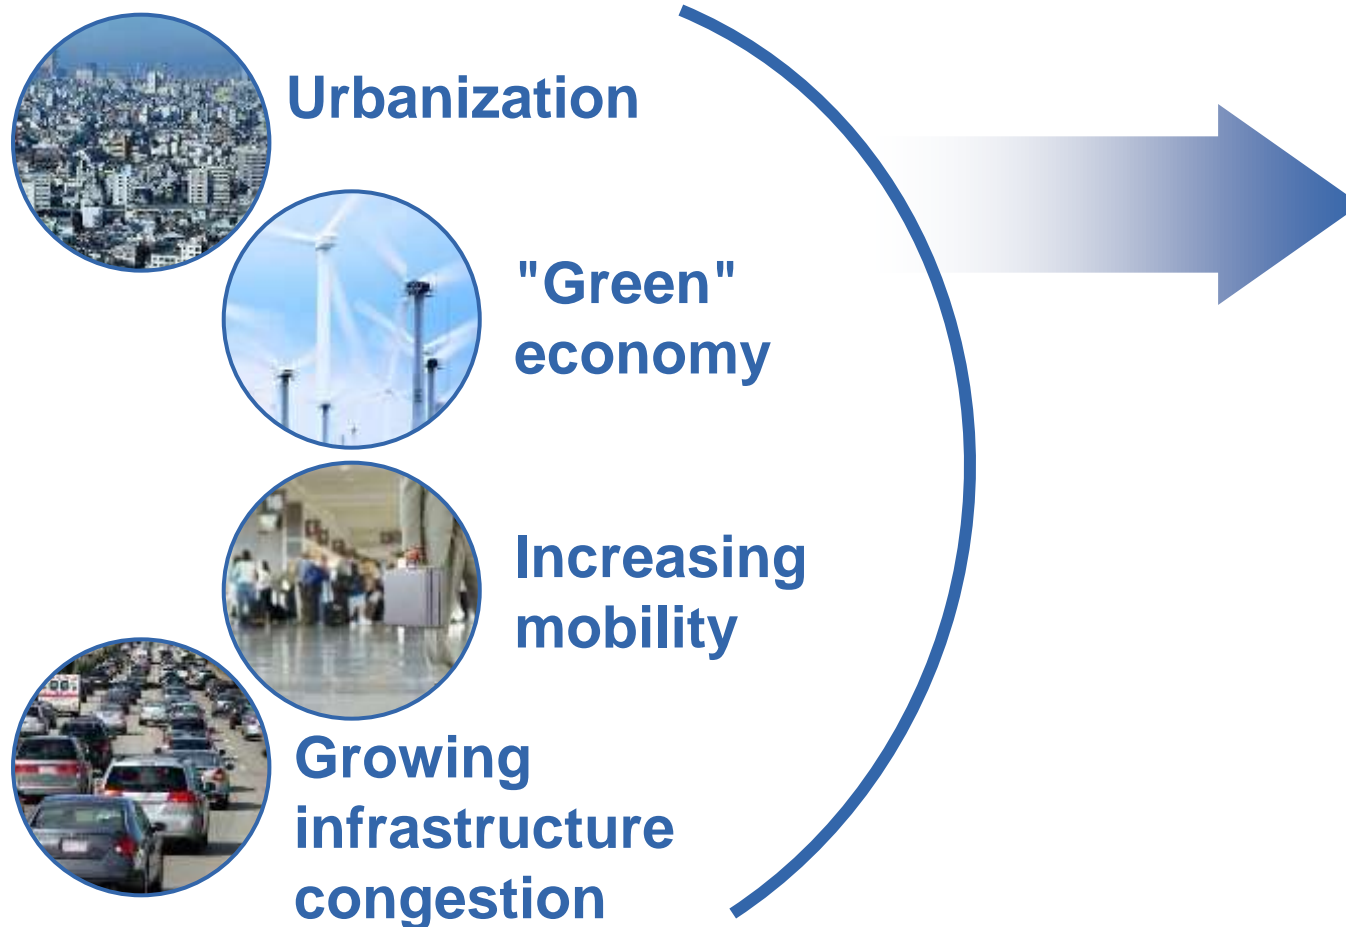 Urbanization
"Green"
economy
Increasing
mobility
Growing
infrastructure
congestion